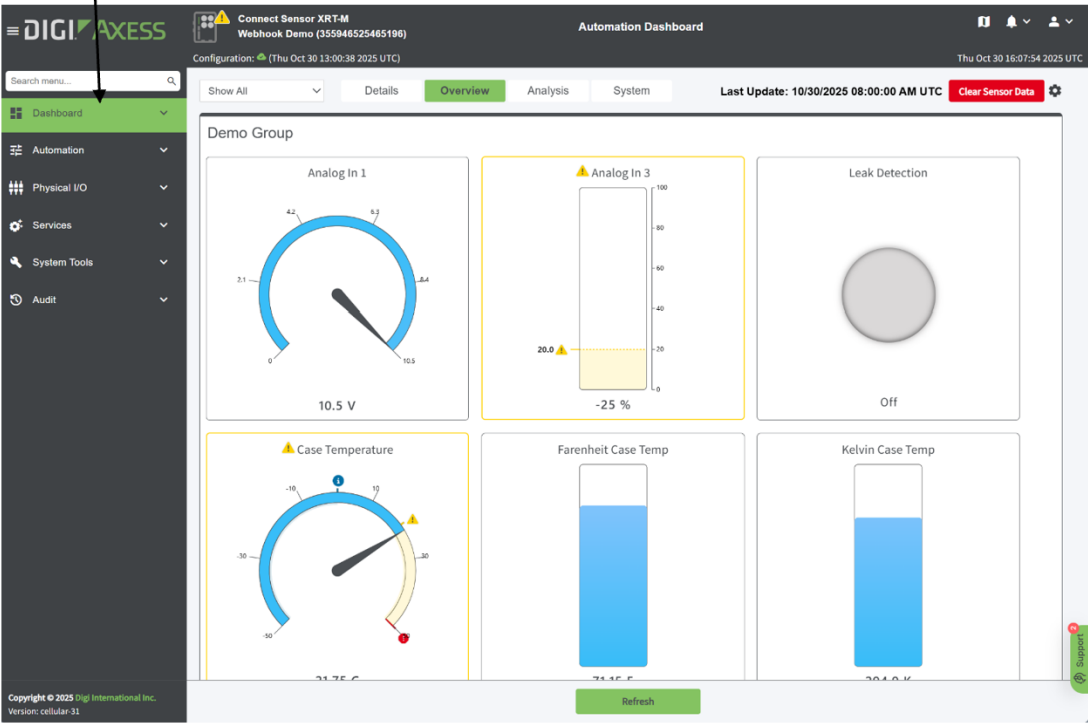 DIGI AXESS
Connect Sensor XRT-M
Webhook Demo (355946525465196)
Automation Dashboard
Configuration: (Thu Oct 30 13:00:38 2025 UTC)
Thu Oct 30 16:07:54 2025 UTC
Search menu...
Dashboard
Automation
Physical I/O
Services
System Tools
Audit
Show All
Details
Overview
Analysis
System
Last Update: 10/30/2025 08:00:00 AM UTC
Clear Sensor Data
Demo Group
Analog In 1
0
2.1
4.2
6.3
8.4
10.5
10.5 V
Analog In 3
100
80
60
40
20
0
20.0
-25 %
Leak Detection
Off
Case Temperature
-50
-30
-10
10
30
Farenheit Case Temp
Kelvin Case Temp
Refresh
2
Support
Copyright © 2025 Digi International Inc.
Version: cellular-31